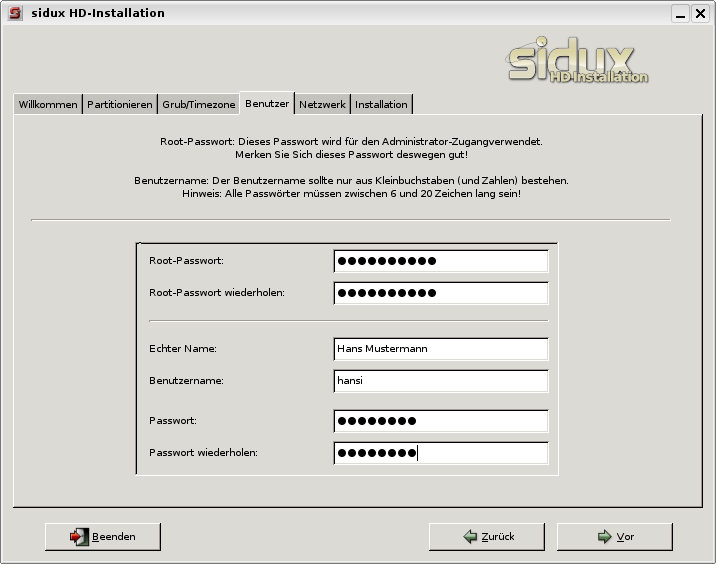 sidux HD-Installation
sidux
HD-Installation
Willkommen Partitionieren Grub/Timezone Benutzer Netzwerk Installation
Root-Passwort: Dieses Passwort wird für den Administrator-Zugangverwendet.
Merken Sie Sich dieses Passwort deswegen gut!
Benutzername: Der Benutzername sollte nur aus Kleinbuchstaben (und Zahlen) bestehen.
Hinweis: Alle Passwörter müssen zwischen 6 und 20 Zeichen lang sein!
Root-Passwort: ●●●●●●●●●●
Root-Passwort wiederholen: ●●●●●●●●●●
Echter Name: Hans Mustermann
Benutzername: hansi
Passwort: ●●●●●●●●
Passwort wiederholen: ●●●●●●●●
Beenden Zurück Vor